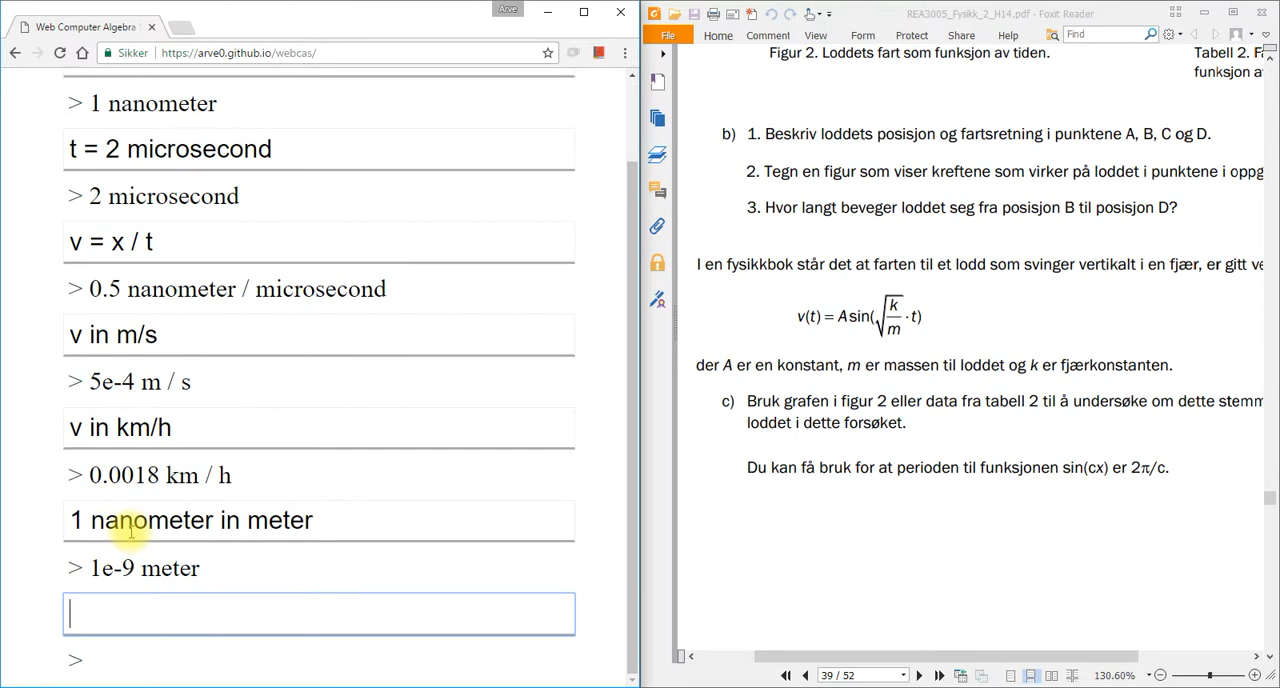 Arve
Web Computer Algebra
Sikker
https://arve0.github.io/webcas/
> 1 nanometer
t = 2 microsecond
> 2 microsecond
v = x / t
> 0.5 nanometer / microsecond
v in m/s
> 5e-4 m / s
v in km/h
> 0.0018 km / h
1 nanometer in meter
> 1e-9 meter
>
REA3005_Fysikk_2_H14.pdf - Foxit Reader
File Home Comment View Form Protect Share Help Find
Figur 2. Loddets fart som funksjon av tiden.
Tabell 2. F
funksjon a
b) 1. Beskriv loddets posisjon og fartsretning i punktene A, B, C og D.
2. Tegn en figur som viser kreftene som virker på loddet i punktene i oppg
3. Hvor langt beveger loddet seg fra posisjon B til posisjon D?
I en fysikkbok står det at farten til et lodd som svinger vertikalt i en fjær, er gitt ve
v(t) = A sin(√(k/m) · t)
der A er en konstant, m er massen til loddet og k er fjærkonstanten.
c) Bruk grafen i figur 2 eller data fra tabell 2 til å undersøke om dette stemm
loddet i dette forsøket.
Du kan få bruk for at perioden til funksjonen sin(cx) er 2π/c.
39 / 52
130.60%